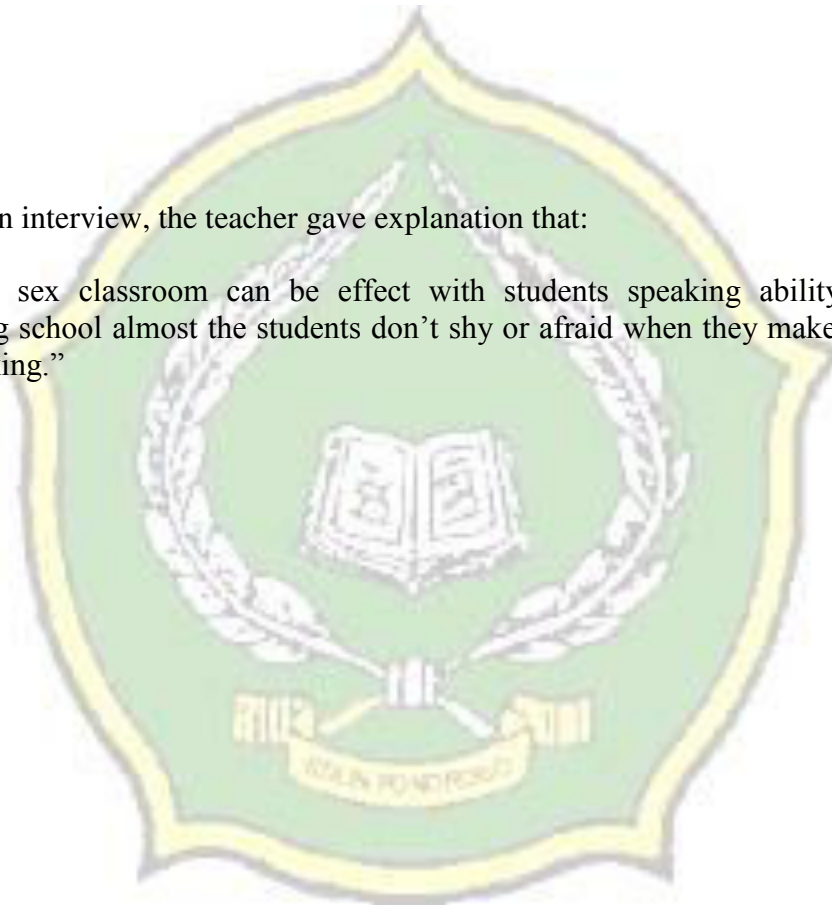 n interview, the teacher gave explanation that:
sex classroom can be effect with students speaking ability
g school almost the students don't shy or afraid when they make
ing.”